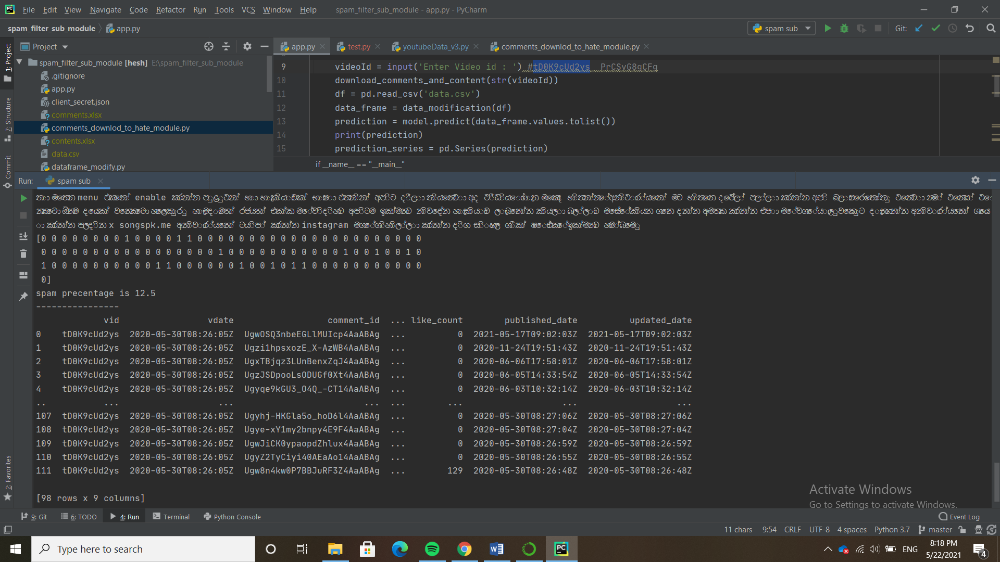 File Edit View Navigate Code Refactor Run Tools VCS Window Help spam_filter_sub_module - app.py - PyCharm
spam_filter_sub_module app.py spam sub Git:
Project app.py test.py youtubeData_v3.py comments_downlod_to_hate_module.py
1: Project
7: Structure
Commit
2: Favorites
spam_filter_sub_module [hesh] E:\spam_filter_sub_module
.gitignore
app.py
client_secret.json
comments.xlsx
comments_downlod_to_hate_module.py
contents.xlsx
data.csv
dataframe_modify.py
9 videoId = input('Enter Video id : ') #tD0K9cUd2ys PrCSvG8qCFg
10 download_comments_and_content(str(videoId))
11 df = pd.read_csv('data.csv')
12 data_frame = data_modification(df)
13 prediction = model.predict(data_frame.values.tolist())
14 print(prediction)
15 prediction_series = pd.Series(prediction)
if __name__ == "__main__"
Run: spam sub
menu enable
x songspk.me instagram
[0 0 0 0 0 0 0 0 1 0 0 0 0 1 1 0 0 0 0 0 0 0 0 0 0 0 0 0 0 0 0 0 0 0 0 0 0
0 0 0 0 0 0 0 0 0 0 0 0 0 0 0 0 0 1 0 0 0 0 0 0 0 0 0 0 0 1 0 0 1 0 0 1 0
1 0 0 0 0 0 0 0 0 0 0 1 1 0 0 0 0 0 0 1 0 0 1 0 1 1 0 0 0 0 0 0 0 0 0 0 0
0]
spam precentage is 12.5
----------------
vid vdate comment_id ... like_count published_date updated_date
0 tD0K9cUd2ys 2020-05-30T08:26:05Z UgwOSQ3nbeEGLlMUIcp4AaABAg ... 0 2021-05-17T09:02:03Z 2021-05-17T09:02:03Z
1 tD0K9cUd2ys 2020-05-30T08:26:05Z Ugzi1hpsxozE_X-AzWB4AaABAg ... 0 2020-11-24T19:51:43Z 2020-11-24T19:51:43Z
2 tD0K9cUd2ys 2020-05-30T08:26:05Z UgxTBjqz3LUnBenxZqJ4AaABAg ... 0 2020-06-06T17:58:01Z 2020-06-06T17:58:01Z
3 tD0K9cUd2ys 2020-05-30T08:26:05Z UgzJSDpooLsODUGf0Xt4AaABAg ... 0 2020-06-05T14:33:54Z 2020-06-05T14:33:54Z
4 tD0K9cUd2ys 2020-05-30T08:26:05Z Ugyqe9kGU3_O4Q_-CT14AaABAg ... 0 2020-06-03T10:32:14Z 2020-06-03T10:32:14Z
.. ... ... ... ... ... ... ...
107 tD0K9cUd2ys 2020-05-30T08:26:05Z Ugyhj-HKGla5o_hoD6l4AaABAg ... 0 2020-05-30T08:27:06Z 2020-05-30T08:27:06Z
108 tD0K9cUd2ys 2020-05-30T08:26:05Z Ugye-xY1my2bnpy4E9F4AaABAg ... 0 2020-05-30T08:27:04Z 2020-05-30T08:27:04Z
109 tD0K9cUd2ys 2020-05-30T08:26:05Z UgwJiCK0ypaopdZhlux4AaABAg ... 0 2020-05-30T08:26:59Z 2020-05-30T08:26:59Z
110 tD0K9cUd2ys 2020-05-30T08:26:05Z UgyZ2TyCiyi40AEaAo14AaABAg ... 0 2020-05-30T08:26:55Z 2020-05-30T08:26:55Z
111 tD0K9cUd2ys 2020-05-30T08:26:05Z Ugw8n4kw0P7BBJuRF3Z4AaABAg ... 129 2020-05-30T08:26:48Z 2020-05-30T08:26:48Z
[98 rows x 9 columns]
Activate Windows
Go to Settings to activate Windows.
9: Git 6: TODO 4: Run Terminal Python Console Event Log
11 chars 9:54 CRLF UTF-8 4 spaces Python 3.7 master
Type here to search ENG 8:18 PM
5/22/2021 4